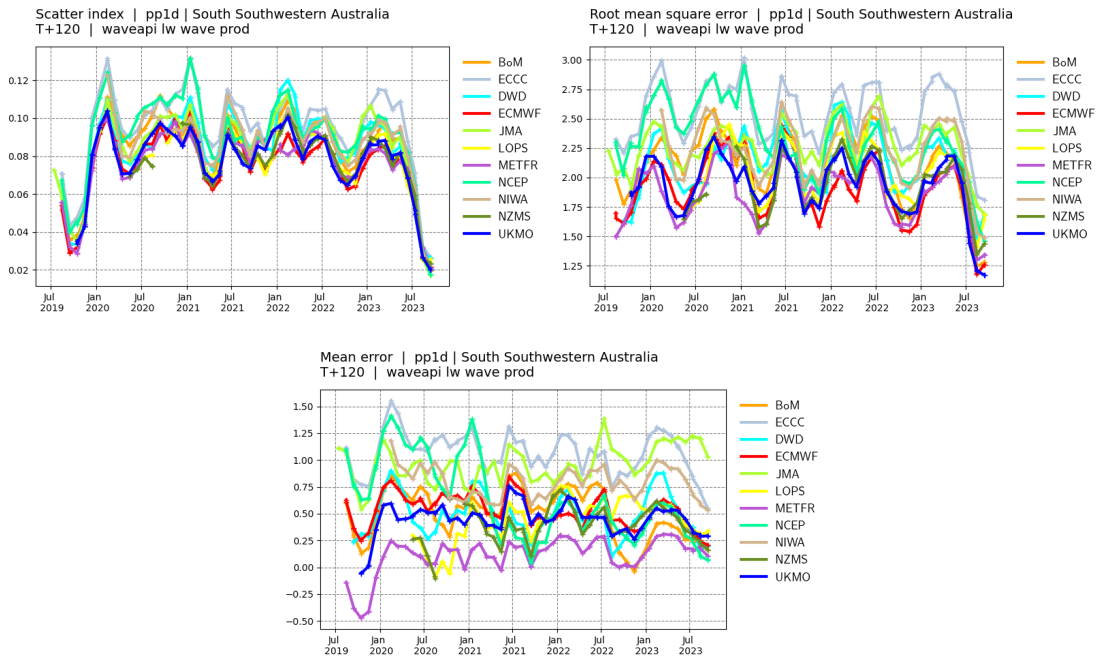 Scatter index | pp1d | South Southwestern Australia
T+120 | waveapi lw wave prod
0.12
0.10
0.08
0.06
0.04
0.02
Jul 2019
Jan 2020
Jul 2020
Jan 2021
Jul 2021
Jan 2022
Jul 2022
Jan 2023
Jul 2023
BoM
ECCC
DWD
ECMWF
JMA
LOPS
METFR
NCEP
NIWA
NZMS
UKMO
Root mean square error | pp1d | South Southwestern Australia
T+120 | waveapi lw wave prod
3.00
2.75
2.50
2.25
2.00
1.75
1.50
1.25
Jul 2019
Jan 2020
Jul 2020
Jan 2021
Jul 2021
Jan 2022
Jul 2022
Jan 2023
Jul 2023
BoM
ECCC
DWD
ECMWF
JMA
LOPS
METFR
NCEP
NIWA
NZMS
UKMO
Mean error | pp1d | South Southwestern Australia
T+120 | waveapi lw wave prod
1.50
1.25
1.00
0.75
0.50
0.25
0.00
−0.25
−0.50
Jul 2019
Jan 2020
Jul 2020
Jan 2021
Jul 2021
Jan 2022
Jul 2022
Jan 2023
Jul 2023
BoM
ECCC
DWD
ECMWF
JMA
LOPS
METFR
NCEP
NIWA
NZMS
UKMO